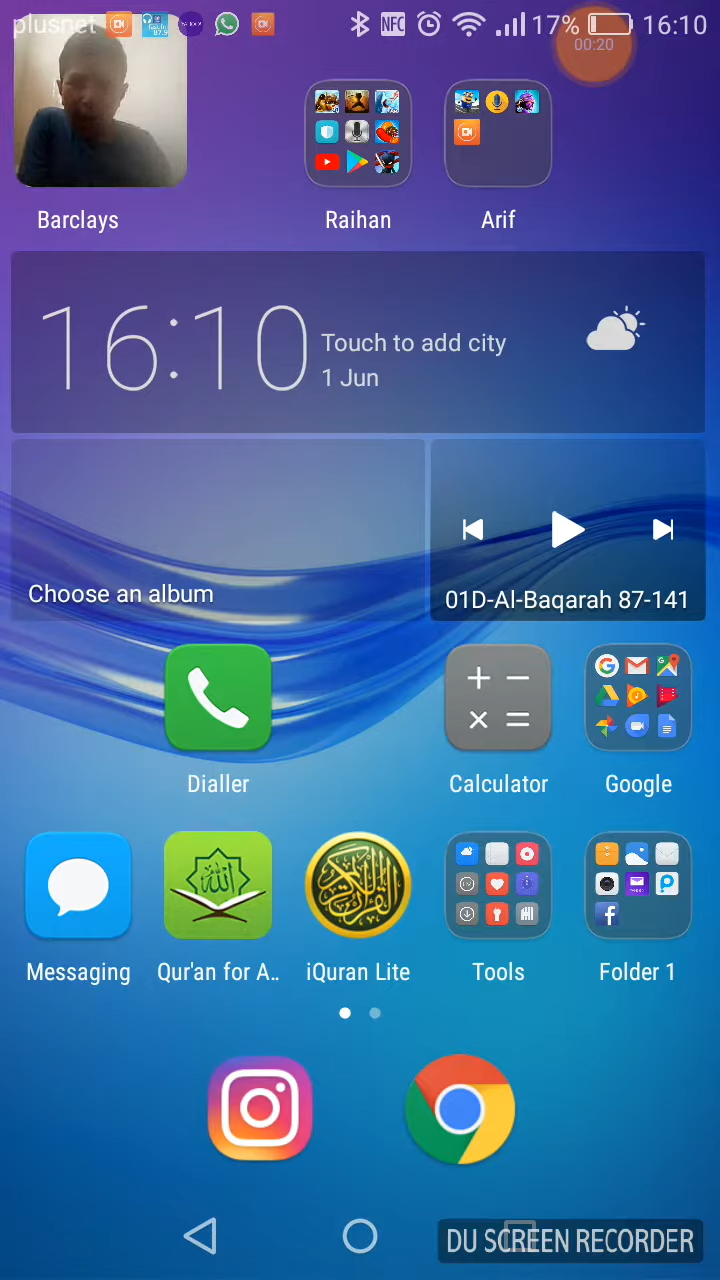 plusnet 17% 16:10
00:20
Barclays Raihan Arif
16:10
Touch to add city
1 Jun
Choose an album
01D-Al-Baqarah 87-141
Dialler Calculator Google
Messaging Qur'an for A.. iQuran Lite Tools Folder 1
DU SCREEN RECORDER